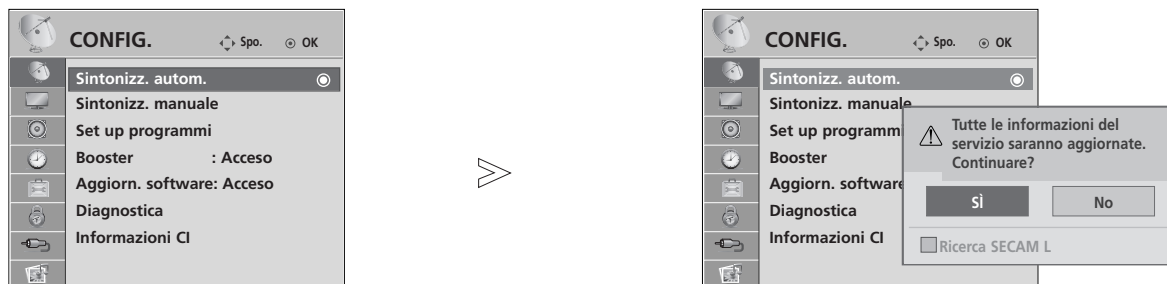 CONFIG. Spo. OK
Sintonizz. autom.
Sintonizz. manuale
Set up programmi
Booster : Acceso
Aggiorn. software: Acceso
Diagnostica
Informazioni CI
CONFIG. Spo. OK
Sintonizz. autom.
Sintonizz. manuale
Set up programmi
Booster
Aggiorn. software
Diagnostica
Informazioni CI
Tutte le informazioni del
servizio saranno aggiornate.
Continuare?
SÌ No
Ricerca SECAM L